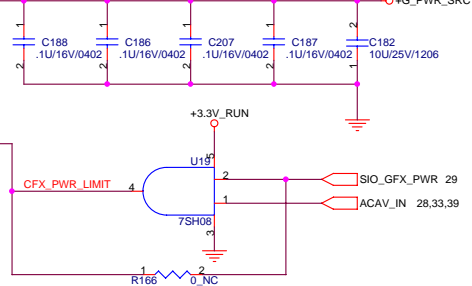 +G_PWR_SRC
1 1 1 1 2
C188 C186 C207 C187 C182
.1U/16V/0402 .1U/16V/0402 .1U/16V/0402 .1U/16V/0402 10U/25V/1206
2 2 2 2 1
+3.3V_RUN
5
U19
2 SIO_GFX_PWR 29
CFX_PWR_LIMIT 4
1 ACAV_IN 28,33,39
7SH08
3
1 2
R166 0_NC